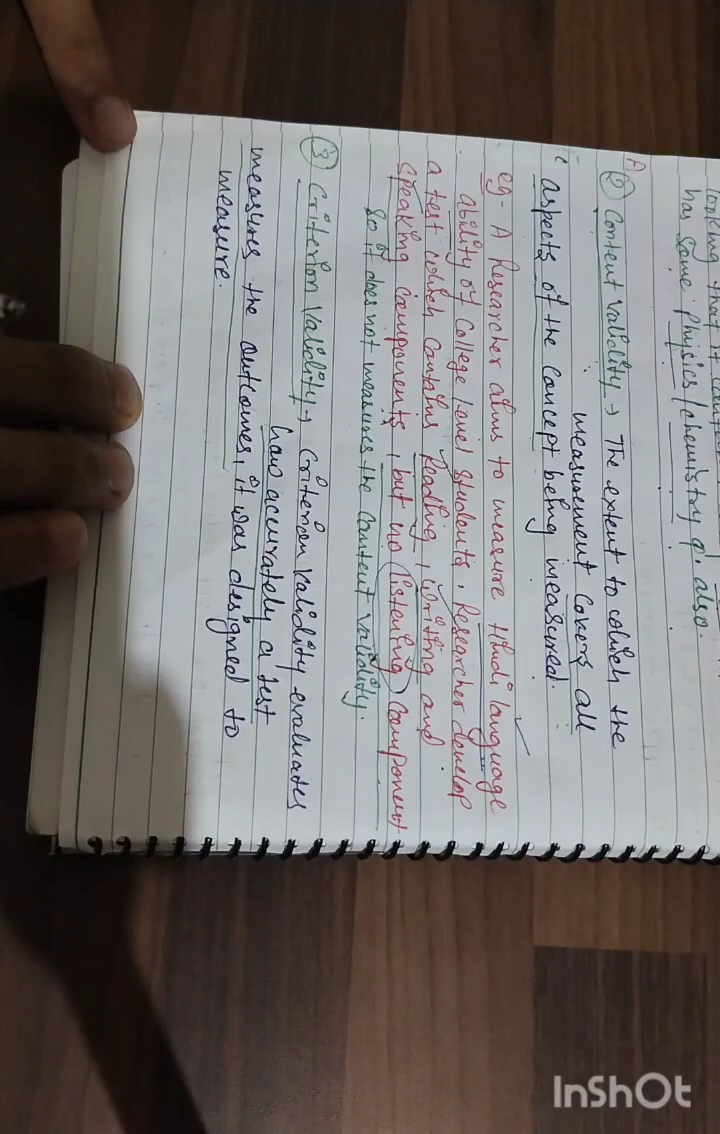 has some physics/chemistry q. also.
② Content validity → The extent to which the
measurement covers all
aspects of the concept being measured.
eg - A Researcher aims to measure Hindi language
ability of college level students. Researcher develop
a test which contains Reading, writing and
speaking components, but no listening component
so it does not measures the content validity.
③ Criterion validity → Criterion validity evaluates
how accurately a test
measures the outcomes, it was designed to
measure.
InShOt